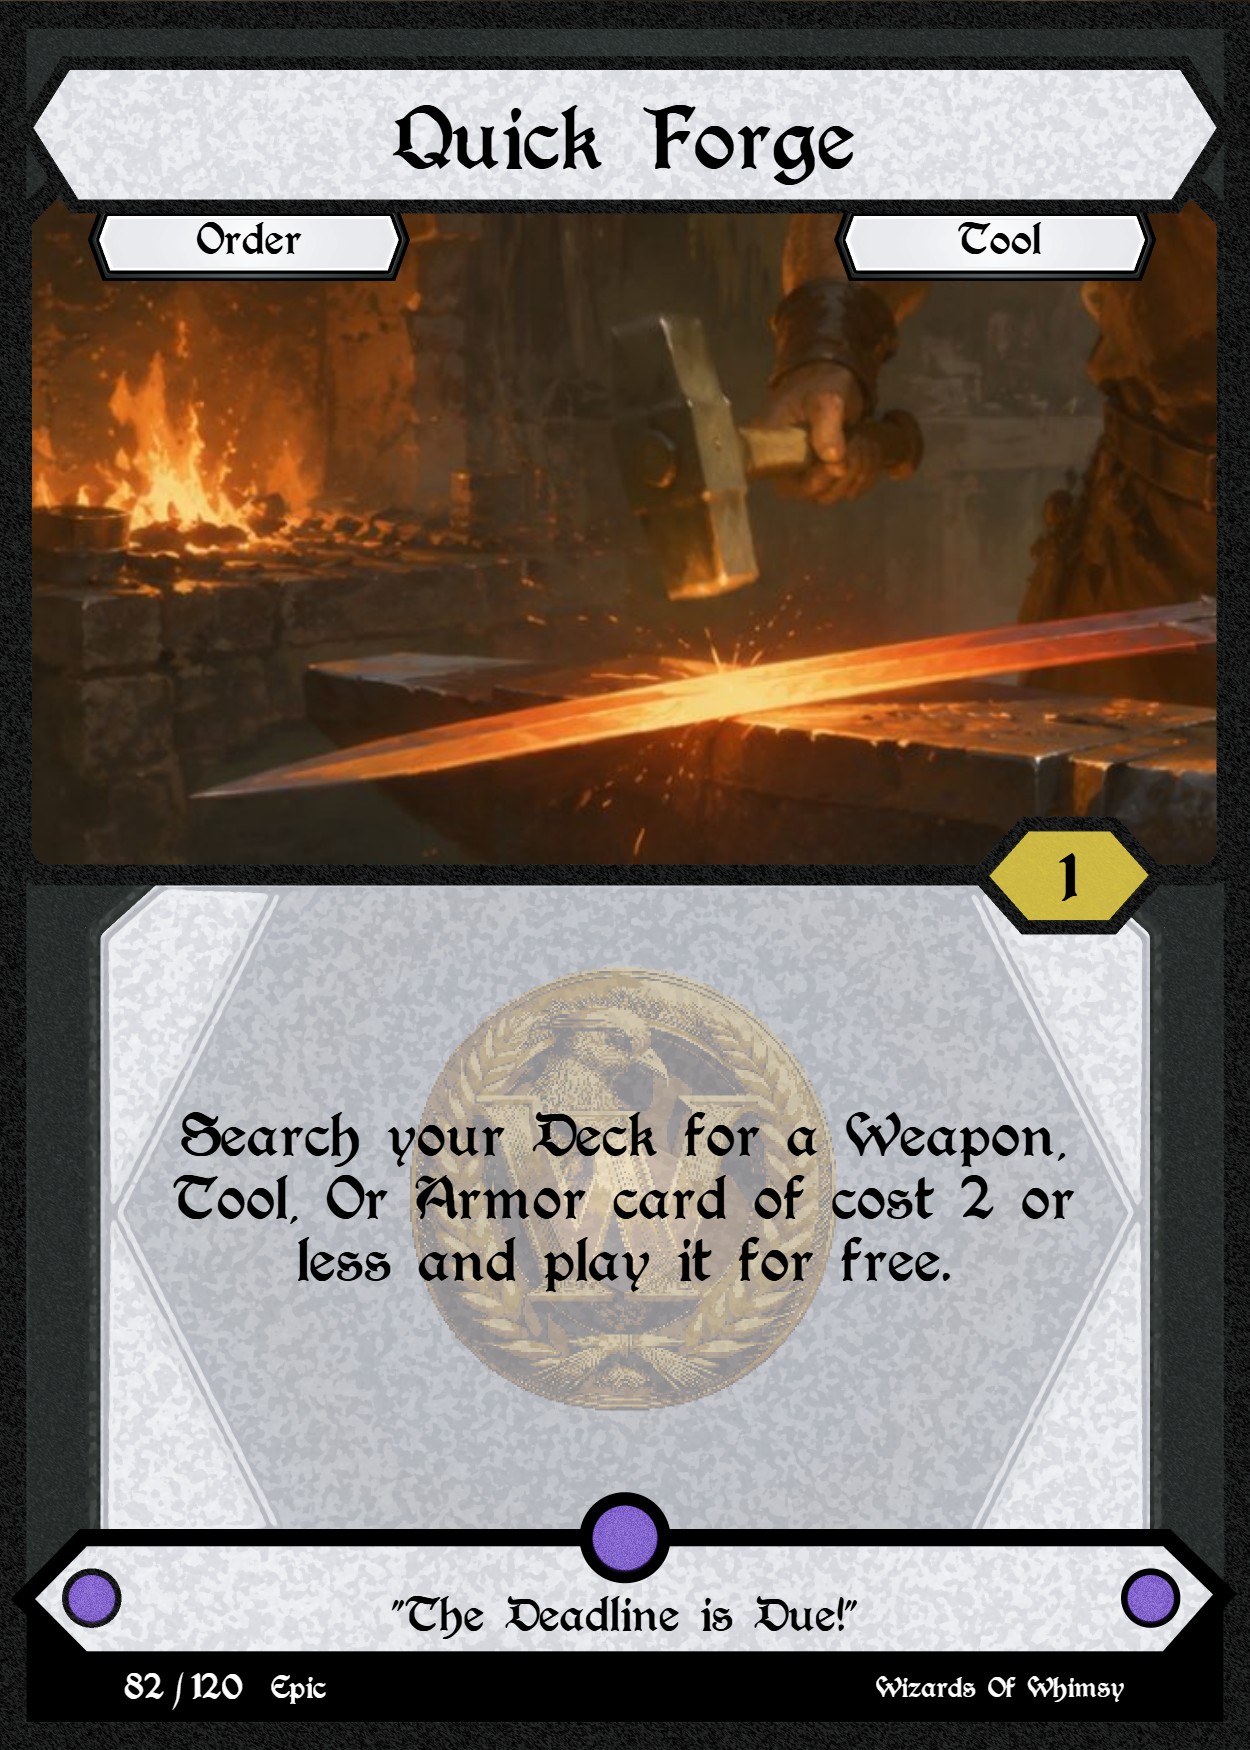 Quick Forge
Order
Tool
1
W
Search your Deck for a Weapon,
Tool, Or Armor card of cost 2 or
less and play it for free.
"The Deadline is Due!"
82 / 120 Epic
Wizards Of Whimsy